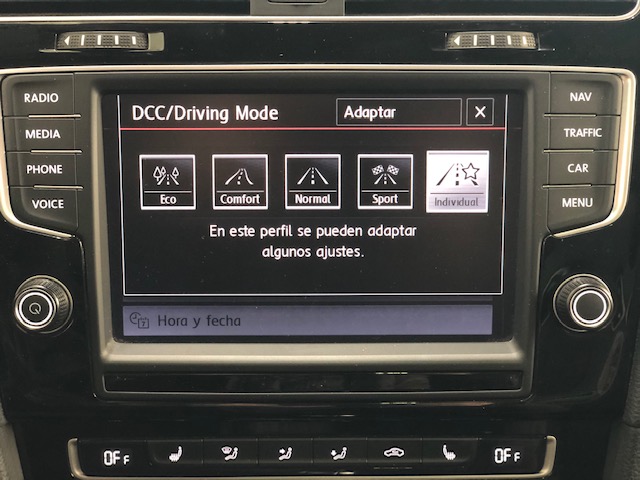 RADIO
MEDIA
PHONE
VOICE
DCC/Driving Mode Adaptar X
Eco Comfort Normal Sport Individual
En este perfil se pueden adaptar
algunos ajustes.
Hora y fecha
NAV
TRAFFIC
CAR
MENU
OFF OFF